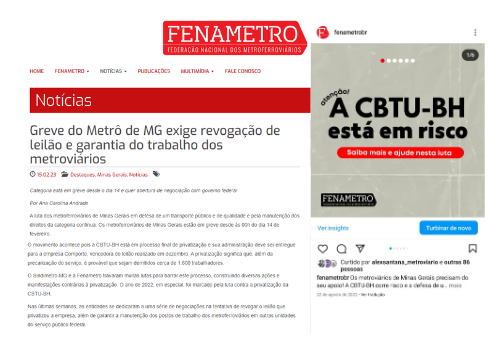 FENAMETRO
FEDERAÇÃO NACIONAL DOS METROFERROVIÁRIOS
HOME FENAMETRO NOTÍCIAS PUBLICAÇÕES MULTIMÍDIA FALE CONOSCO
Notícias
Greve do Metrô de MG exige revogação de
leilão e garantia do trabalho dos
metroviários
15.02.23 Destaques, Minas Gerais, Notícias
Categoria está em greve desde o dia 14 e quer abertura de negociação com governo federal
Por Ana Carolina Andrade
A luta dos metroferroviários de Minas Gerais em defesa de um transporte público e de qualidade e pela manutenção dos
direitos da categoria continua. Os metroferroviários de Minas Gerais estão em greve desde às 00h do dia 14 de
fevereiro.
O movimento acontece pois a CBTU-BH está em processo final de privatização e sua administração deve ser entregue
para a empresa Comporte, vencedora do leilão realizado em dezembro. A privatização significa que, além da
precarização do serviço, é provável que sejam demitidos cerca de 1.600 trabalhadores.
O Sindimetro-MG e a Fenametro travaram muitas lutas para barrar este processo, construindo diversas ações e
manifestações contrárias à privatização. O ano de 2022, em especial, foi marcado pela luta contra a privatização da
CBTU-BH.
Nas últimas semanas, as entidades se dedicaram a uma série de negociações na tentativa de revogar o leilão que
privatizou a empresa, além de garantir a manutenção dos postos de trabalho dos metroferroviários em outras unidades
do serviço público federal.
fenametrobr
1/6
atenção!
A CBTU-BH
está em risco
Saiba mais e ajude nesta luta
FENAMETRO
Ver insights
Turbinar de novo
Curtido por alexsantana_metroviario e outras 86
pessoas
fenametrobr Os metroviários de Minas Gerais precisam do
seu apoio! A CBTU-BH corre risco e a defesa de u... mais
22 de agosto de 2022 • Ver tradução